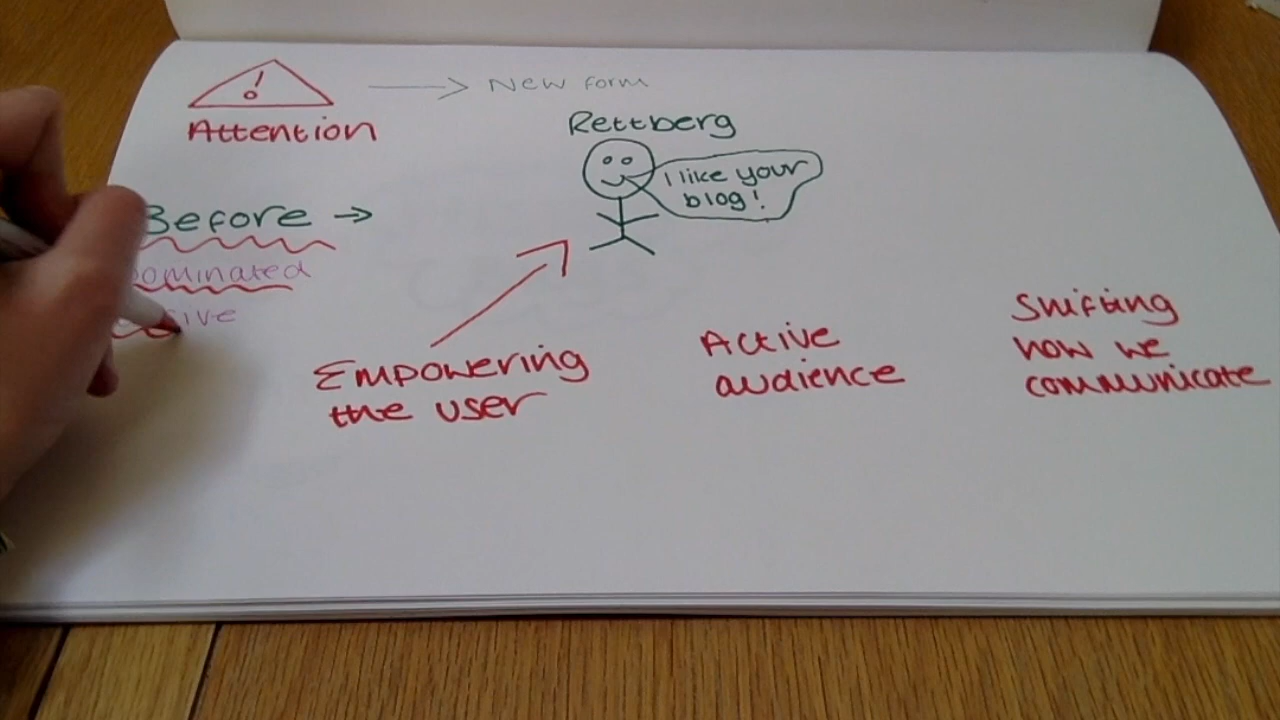 !
Attention
New form
Rettberg
I like your
blog!
Before →
Empowering
the user
Active
audience
Shifting
how we
communicate